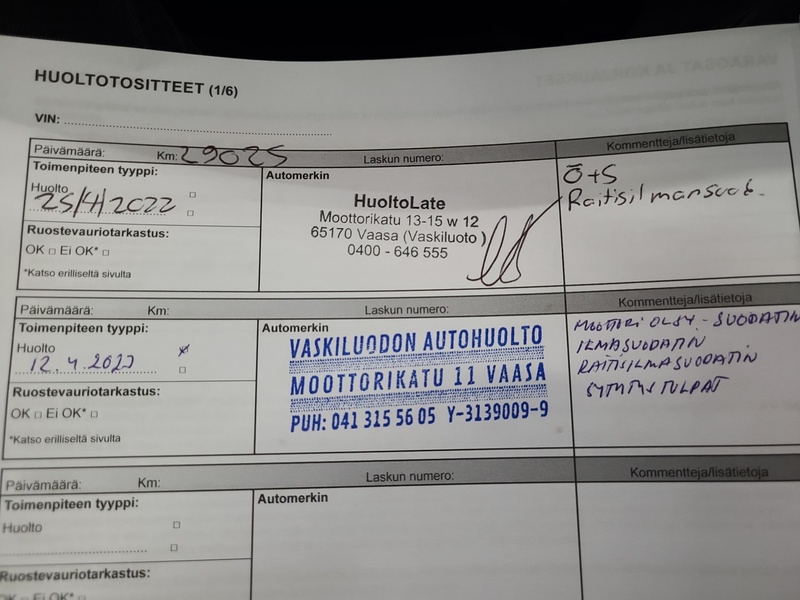 HUOLTOTOSITTEET (1/6)
VIN:
Päivämäärä: Km: 29025 Laskun numero: Kommentteja/lisätietoja
Toimenpiteen tyyppi: Automerkin
Huolto
25/4/2022
Ruostevauriotarkastus:
OK □ Ei OK* □
*Katso erilliseltä sivulta
HuoltoLate
Moottorikatu 13-15 w 12
65170 Vaasa (Vaskiluoto )
0400 - 646 555
Ö+S
Raitisilmansuod.
Päivämäärä: Km: Laskun numero: Kommentteja/lisätietoja
Toimenpiteen tyyppi: Automerkin
Huolto
12.4.2023
Ruostevauriotarkastus:
OK □ Ei OK* □
*Katso erilliseltä sivulta
VASKILUODON AUTOHUOLTO
MOOTTORIKATU 11 VAASA
PUH: 041 315 56 05 Y-3139009-9
MOOTTORIÖLJY - SUODATIN
ILMASUODATIN
RAITISILMASUODATIN
SYTYTYSTULPAT
Päivämäärä: Km: Laskun numero: Kommentteja/lisätietoja
Toimenpiteen tyyppi: Automerkin
Huolto
Ruostevauriotarkastus:
OK □ Ei OK* □